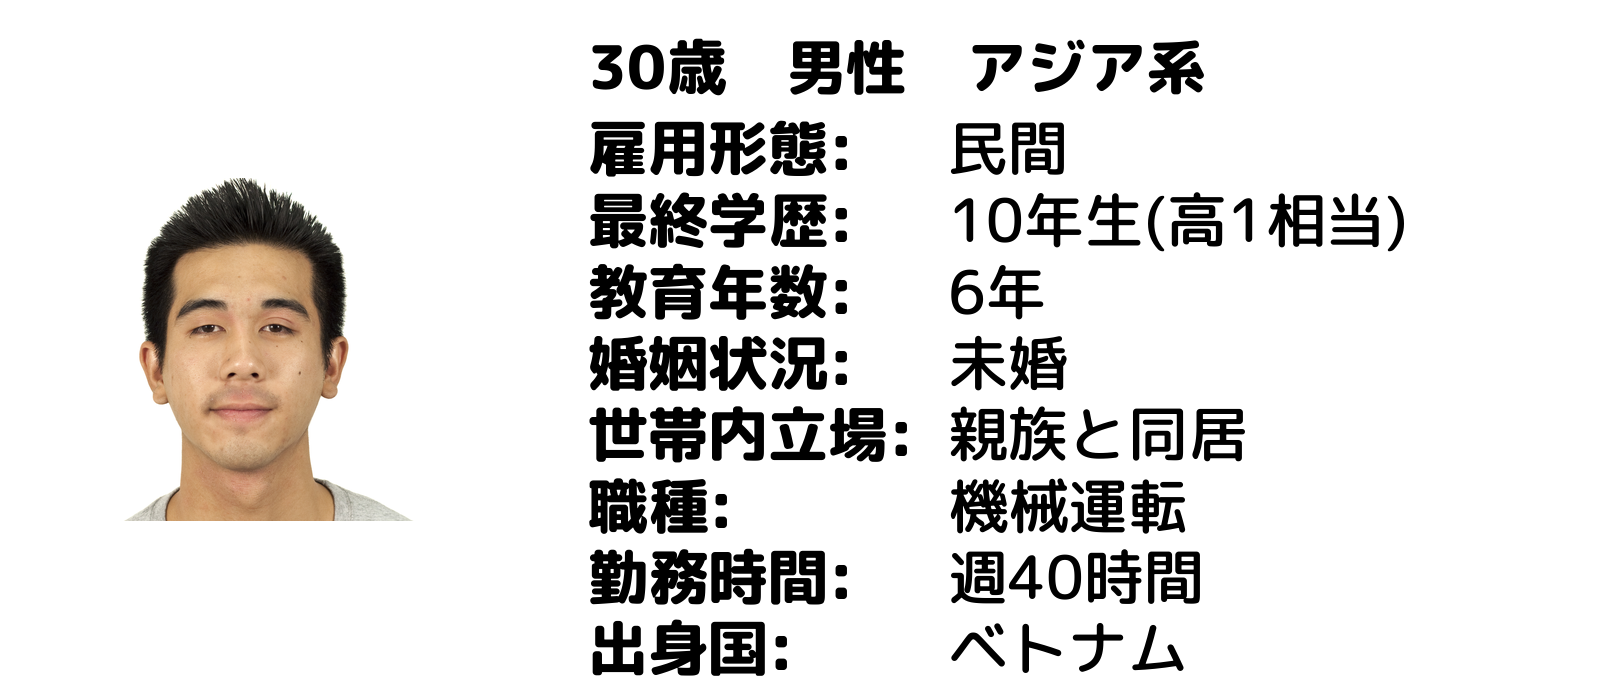 30歳　男性　アジア系
雇用形態:　民間
最終学歴:　10年生(高1相当)
教育年数:　6年
婚姻状況:　未婚
世帯内立場:　親族と同居
職種:　機械運転
勤務時間:　週40時間
出身国:　ベトナム